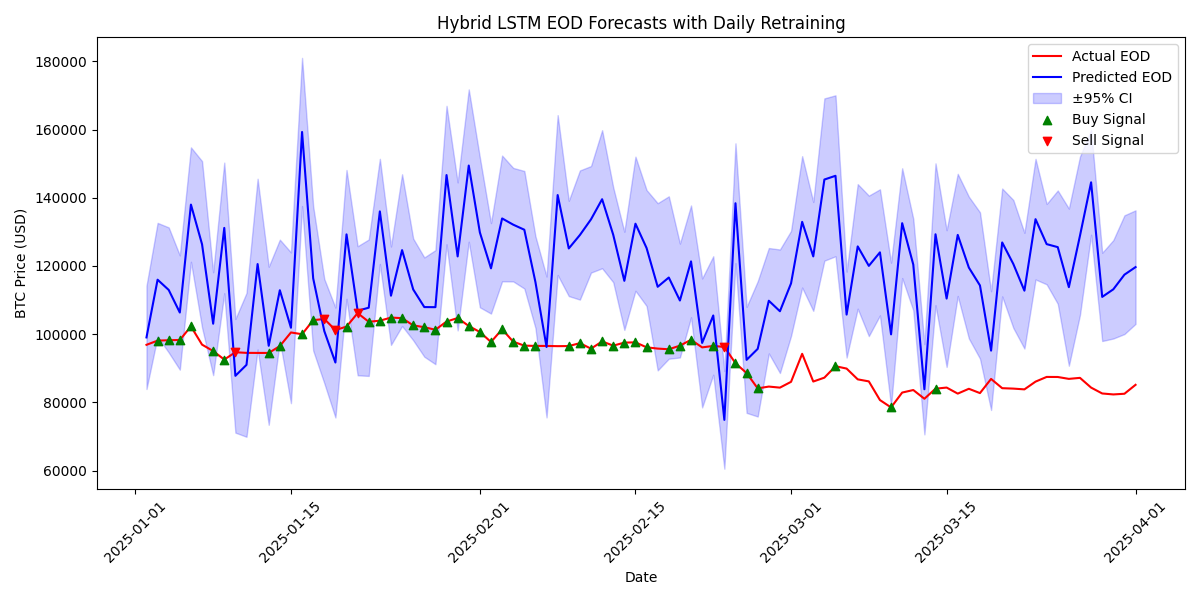 Hybrid LSTM EOD Forecasts with Daily Retraining
BTC Price (USD)
180000
160000
140000
120000
100000
80000
60000
Actual EOD
Predicted EOD
±95% CI
Buy Signal
Sell Signal
2025-01-01
2025-01-15
2025-02-01
2025-02-15
2025-03-01
2025-03-15
2025-04-01
Date